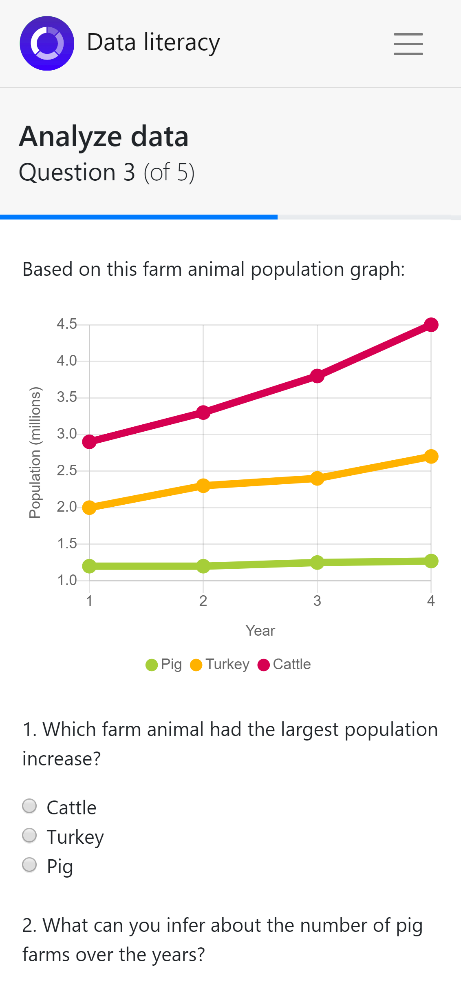 Data literacy
Analyze data
Question 3 (of 5)
Based on this farm animal population graph:
4.5
4.0
3.5
3.0
2.5
2.0
1.5
1.0
Population (millions)
1 2 3 4
Year
Pig Turkey Cattle
1. Which farm animal had the largest population
increase?
Cattle
Turkey
Pig
2. What can you infer about the number of pig
farms over the years?